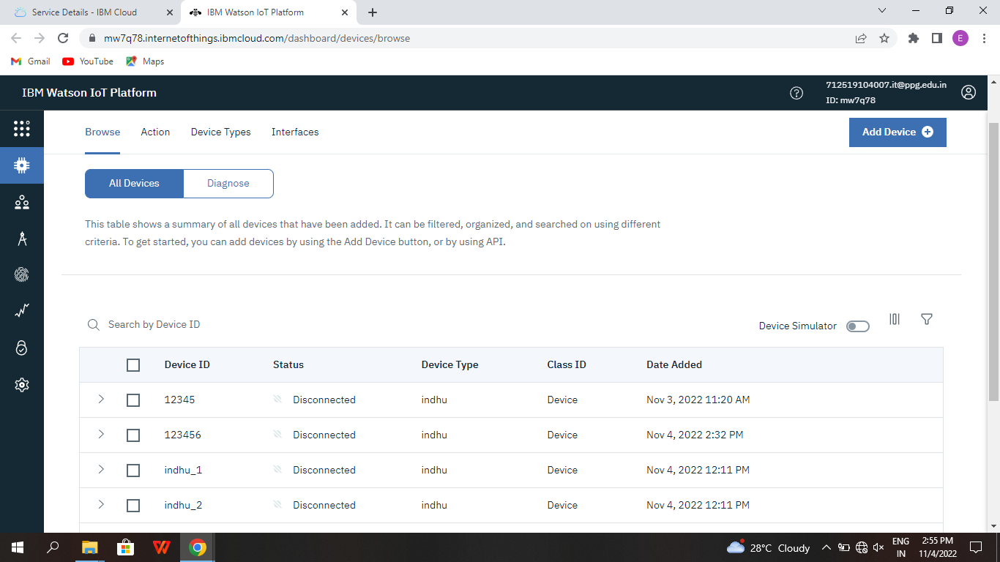 Service Details - IBM Cloud
IBM Watson IoT Platform
mw7q78.internetofthings.ibmcloud.com/dashboard/devices/browse
E
Gmail
YouTube
Maps
IBM Watson IoT Platform
712519104007.it@ppg.edu.in
ID: mw7q78
Browse
Action
Device Types
Interfaces
Add Device
All Devices
Diagnose
This table shows a summary of all devices that have been added. It can be filtered, organized, and searched on using different
criteria. To get started, you can add devices by using the Add Device button, or by using API.
Search by Device ID
Device Simulator
Device ID Status Device Type Class ID Date Added
12345 Disconnected indhu Device Nov 3, 2022 11:20 AM
123456 Disconnected indhu Device Nov 4, 2022 2:32 PM
indhu_1 Disconnected indhu Device Nov 4, 2022 12:11 PM
indhu_2 Disconnected indhu Device Nov 4, 2022 12:11 PM
28°C Cloudy
ENG
IN
2:55 PM
11/4/2022